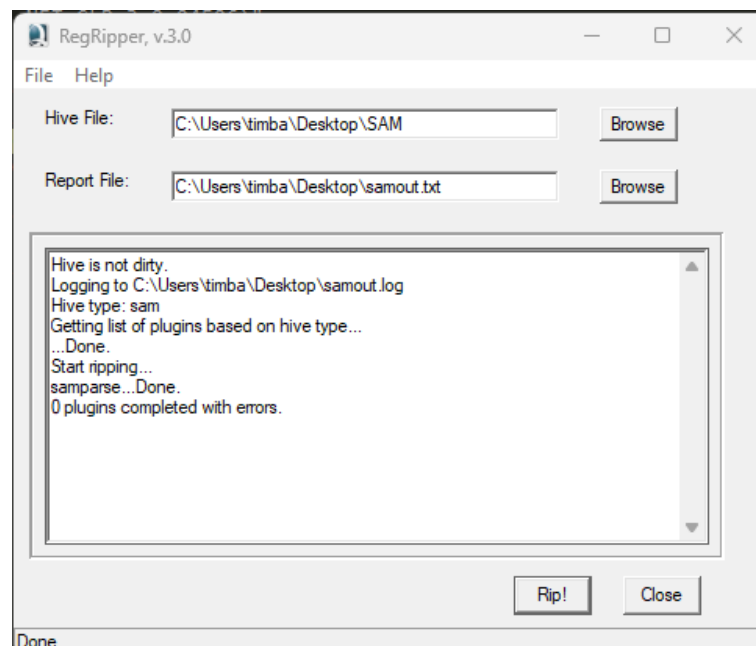 RegRipper, v.3.0
File Help
Hive File: C:\Users\timba\Desktop\SAM Browse
Report File: C:\Users\timba\Desktop\samout.txt Browse
Hive is not dirty.
Logging to C:\Users\timba\Desktop\samout.log
Hive type: sam
Getting list of plugins based on hive type...
...Done.
Start ripping...
samparse...Done.
0 plugins completed with errors.
Rip! Close
Done